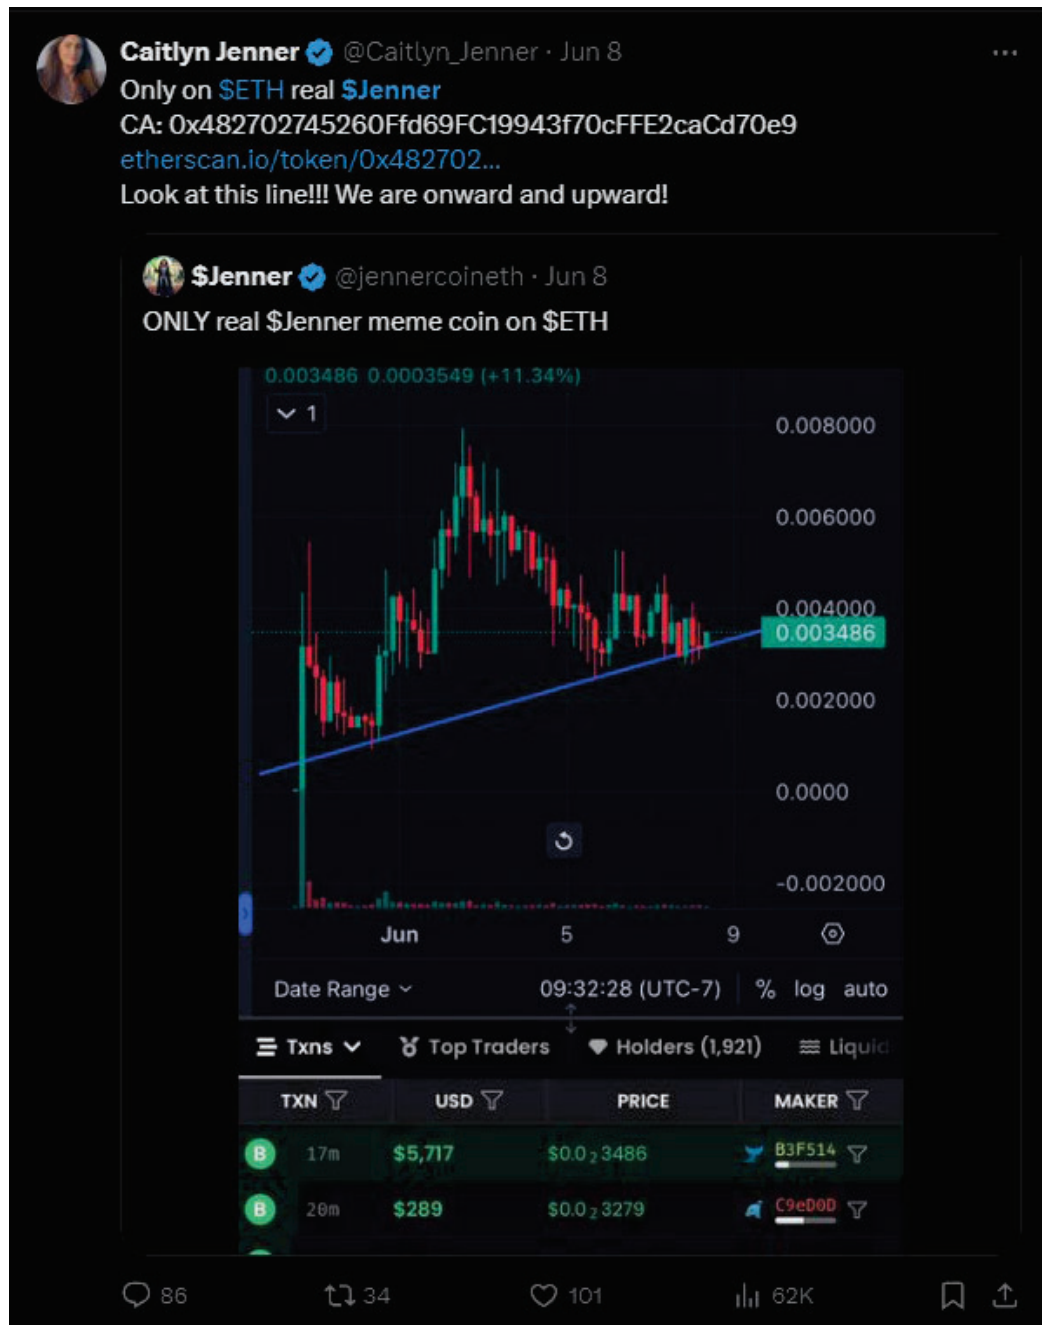 Caitlyn Jenner @Caitlyn_Jenner · Jun 8
Only on $ETH real $Jenner
CA: 0x482702745260Ffd69FC19943f70cFFE2caCd70e9
etherscan.io/token/0x482702...
Look at this line!!! We are onward and upward!
$Jenner @jennercoineth · Jun 8
ONLY real $Jenner meme coin on $ETH
0.003486 0.0003549 (+11.34%)
1
0.008000
0.006000
0.004000
0.003486
0.002000
0.0000
-0.002000
Jun 5 9
Date Range 09:32:28 (UTC-7) % log auto
Txns Top Traders Holders (1,921) Liquid
TXN USD PRICE MAKER
B 17m $5,717 $0.0₂3486 B3F514
B 20m $289 $0.0₂3279 C9eD0D
86 34 101 62K